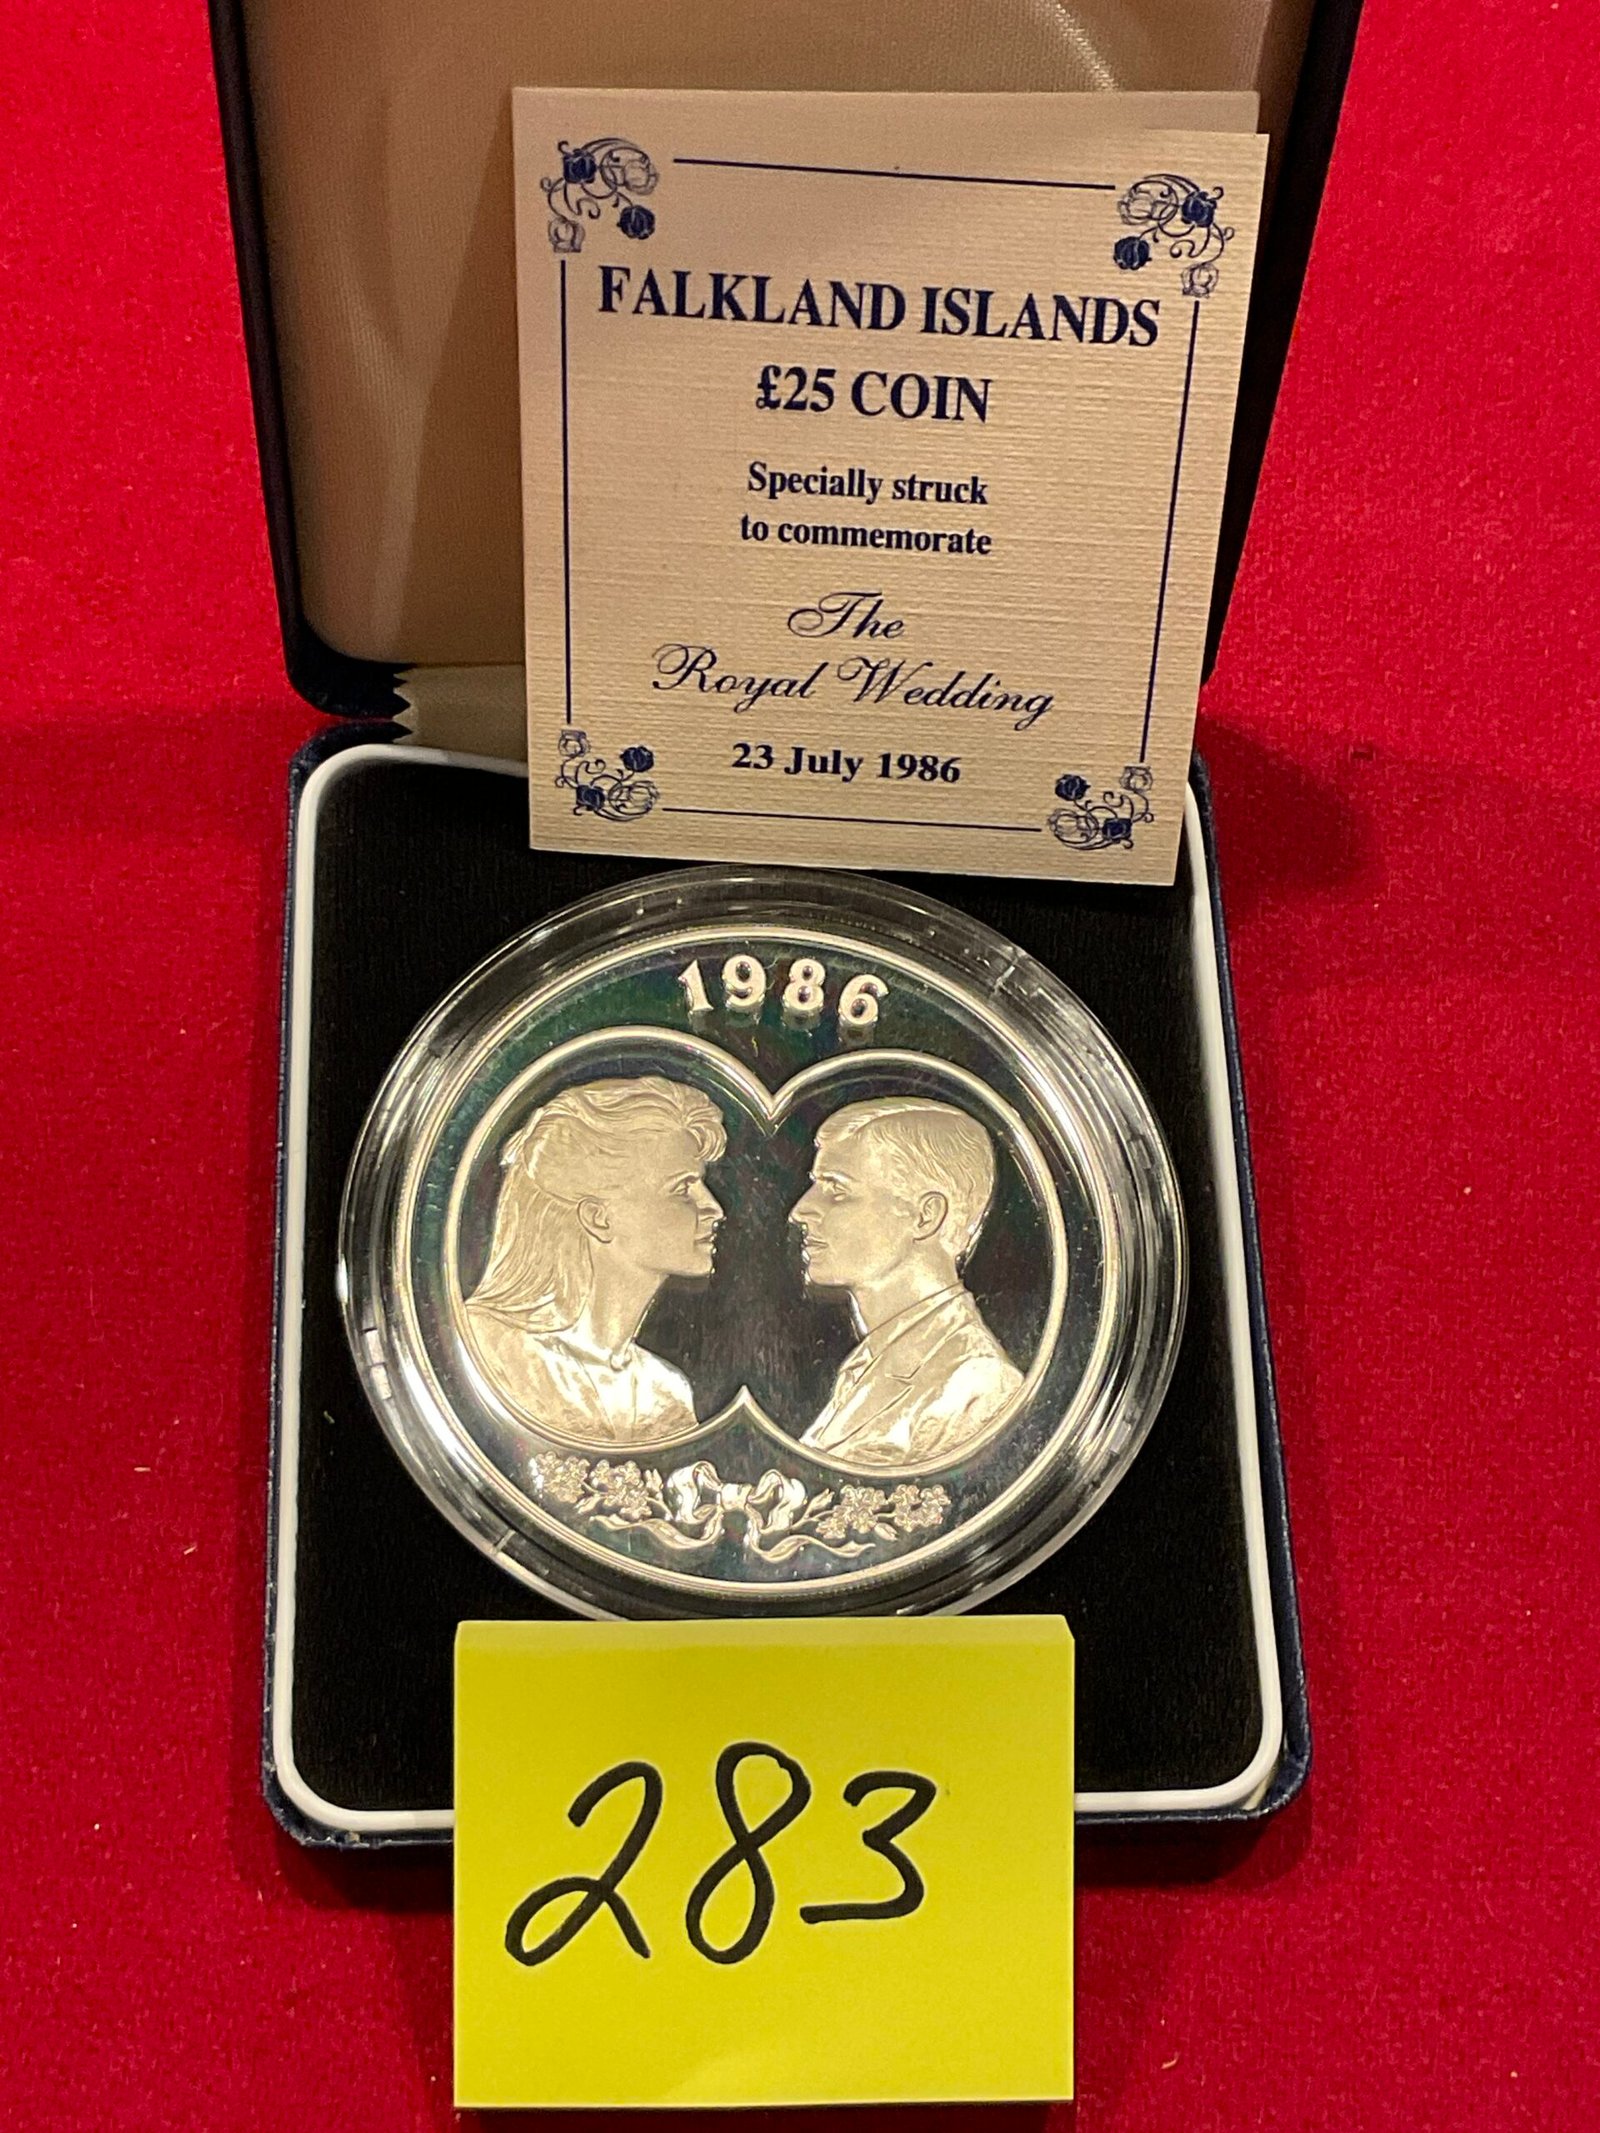 FALKLAND ISLANDS
£25 COIN
Specially struck
to commemorate
The
Royal Wedding
23 July 1986
1986
283